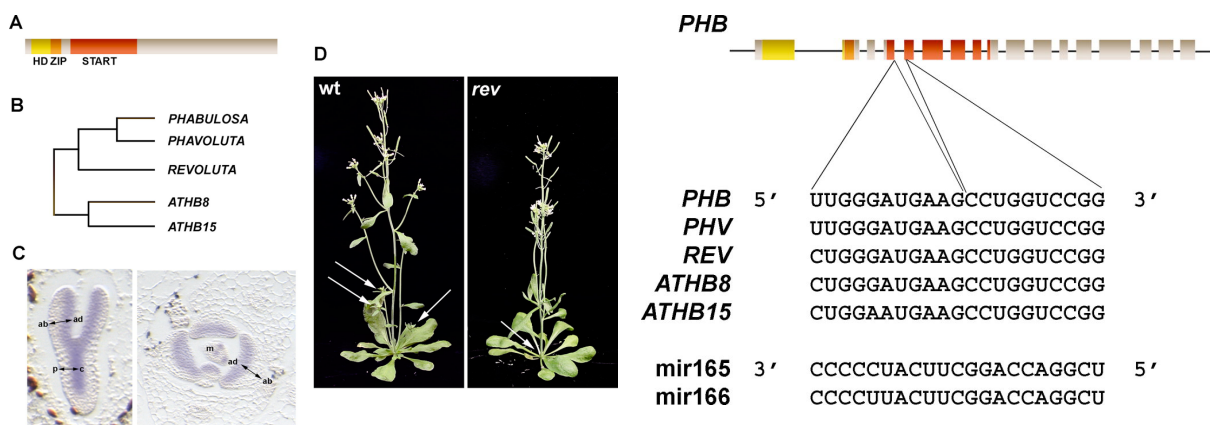 A
HD ZIP START
B
PHABULOSA
PHAVOLUTA
REVOLUTA
ATHB8
ATHB15
C
ab ad
p c
m
ad
ab
D
wt
rev
PHB
PHB 5′ UUGGGAUGAAGCCUGGUCCGG 3′
PHV UUGGGAUGAAGCCUGGUCCGG
REV CUGGGAUGAAGCCUGGUCCGG
ATHB8 CUGGGAUGAAGCCUGGUCCGG
ATHB15 CUGGAAUGAAGCCUGGUCCGG
mir165 3′ CCCCCUACUUCGGACCAGGCU 5′
mir166 CCCCUUACUUCGGACCAGGCU